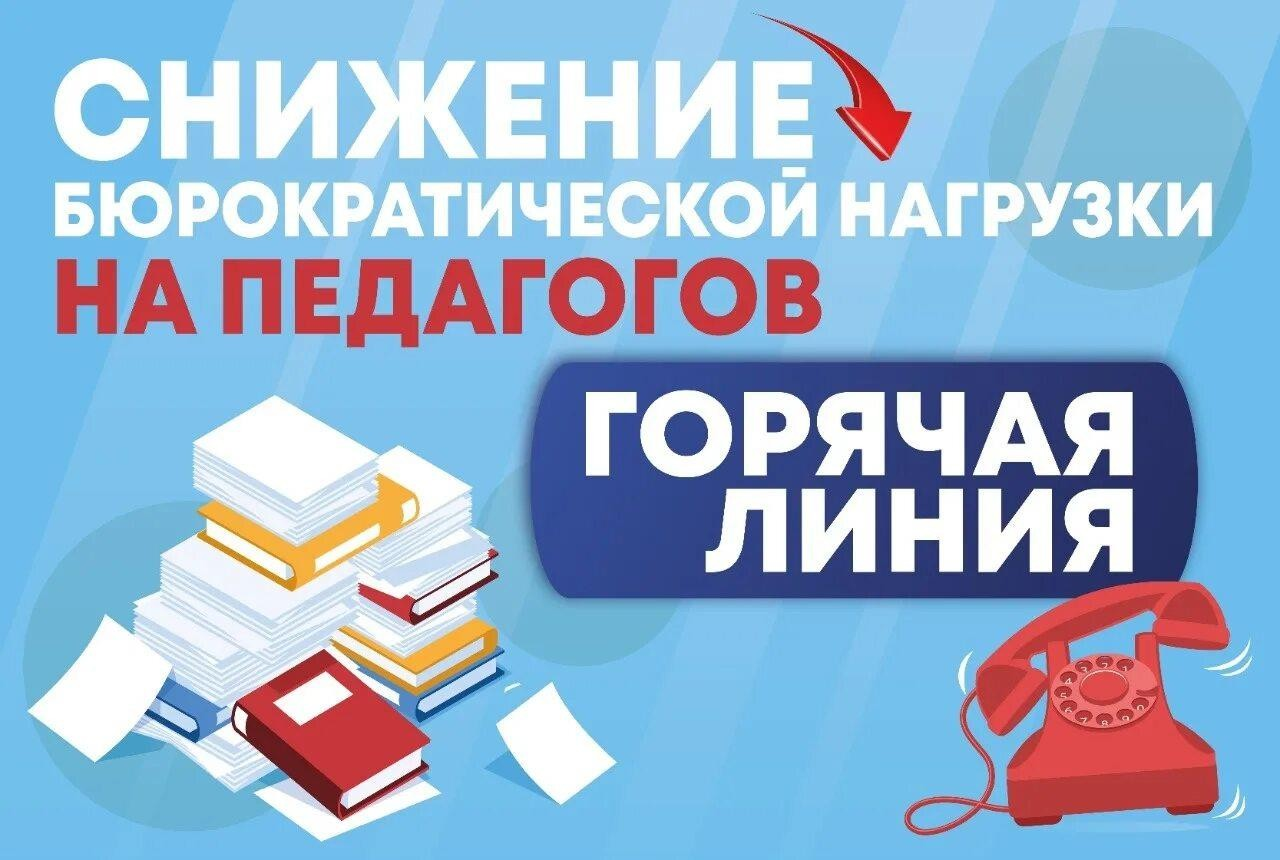 СНИЖЕНИЕ
БЮРОКРАТИЧЕСКОЙ НАГРУЗКИ
НА ПЕДАГОГОВ
ГОРЯЧАЯ
ЛИНИЯ